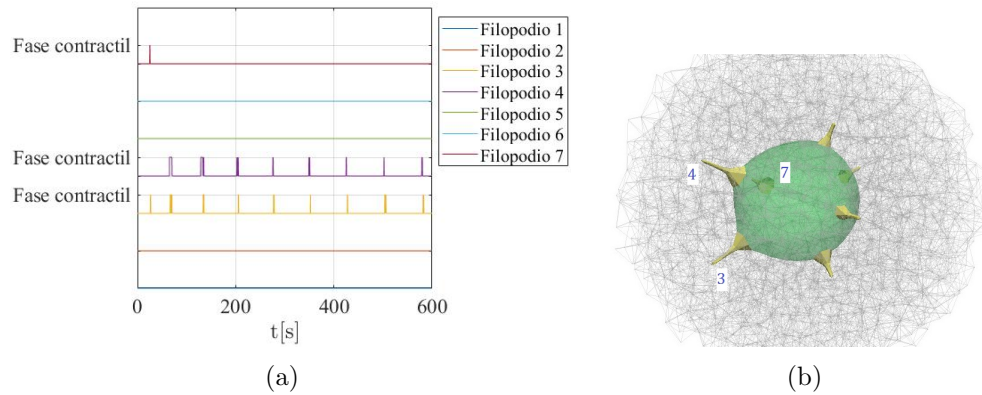 Fase contractil
Fase contractil
Fase contractil
0
200
400
600
t[s]
Filopodio 1
Filopodio 2
Filopodio 3
Filopodio 4
Filopodio 5
Filopodio 6
Filopodio 7
(a)
4
7
3
(b)